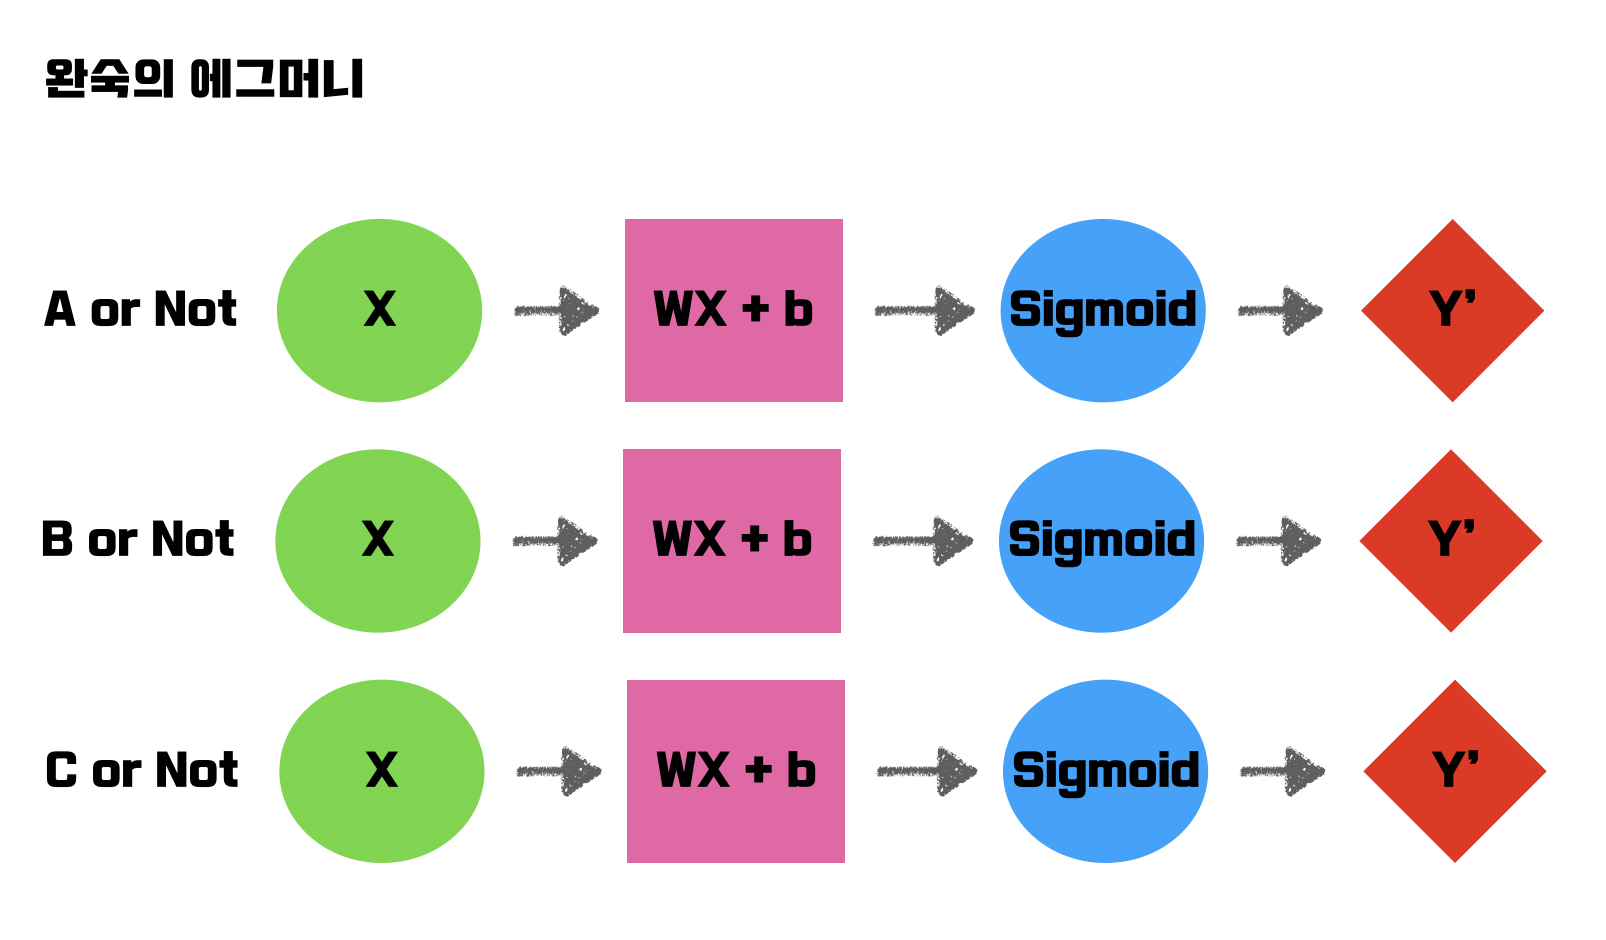 완숙의 에그머니
A or Not X WX + b Sigmoid Y’
B or Not X WX + b Sigmoid Y’
C or Not X WX + b Sigmoid Y’